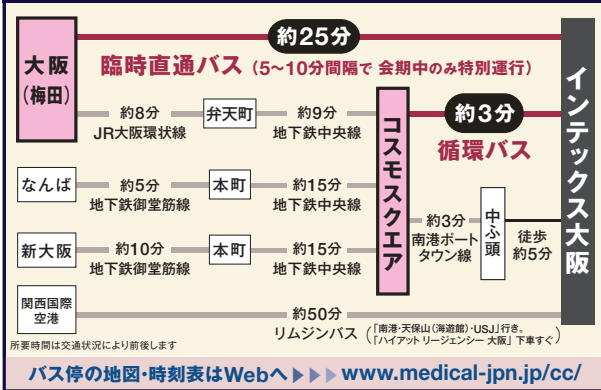 大阪
(梅田)
約25分
臨時直通バス (5～10分間隔で 会期中のみ特別運行)
約8分
JR大阪環状線
弁天町
約9分
地下鉄中央線
コスモスクエア
約3分
循環バス
インテックス大阪
なんば
約5分
地下鉄御堂筋線
本町
約15分
地下鉄中央線
約3分
南港ポート
タウン線
中ふ頭
徒歩
約5分
新大阪
約10分
地下鉄御堂筋線
本町
約15分
地下鉄中央線
関西国際
空港
約50分
リムジンバス
(「南港・天保山(海遊館)・USJ」行き。
「ハイアット リージェンシー 大阪」 下車すぐ)
所要時間は交通状況により前後します
バス停の地図・時刻表はWebへ ▶▶▶ www.medical-jpn.jp/cc/